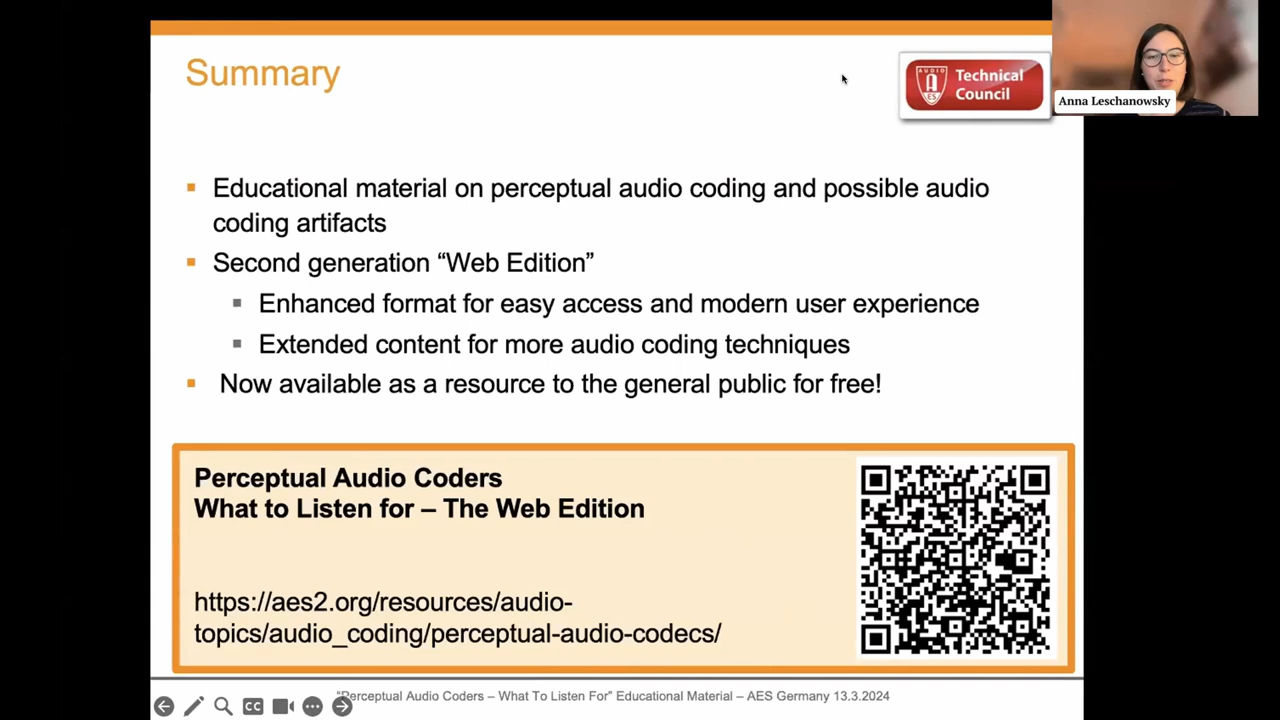 Summary
AUDIO
AES
Technical
Council
Anna Leschanowsky
Educational material on perceptual audio coding and possible audio
coding artifacts
Second generation “Web Edition”
Enhanced format for easy access and modern user experience
Extended content for more audio coding techniques
Now available as a resource to the general public for free!
Perceptual Audio Coders
What to Listen for – The Web Edition
https://aes2.org/resources/audio-
topics/audio_coding/perceptual-audio-codecs/
CC
"Perceptual Audio Coders – What To Listen For" Educational Material – AES Germany 13.3.2024